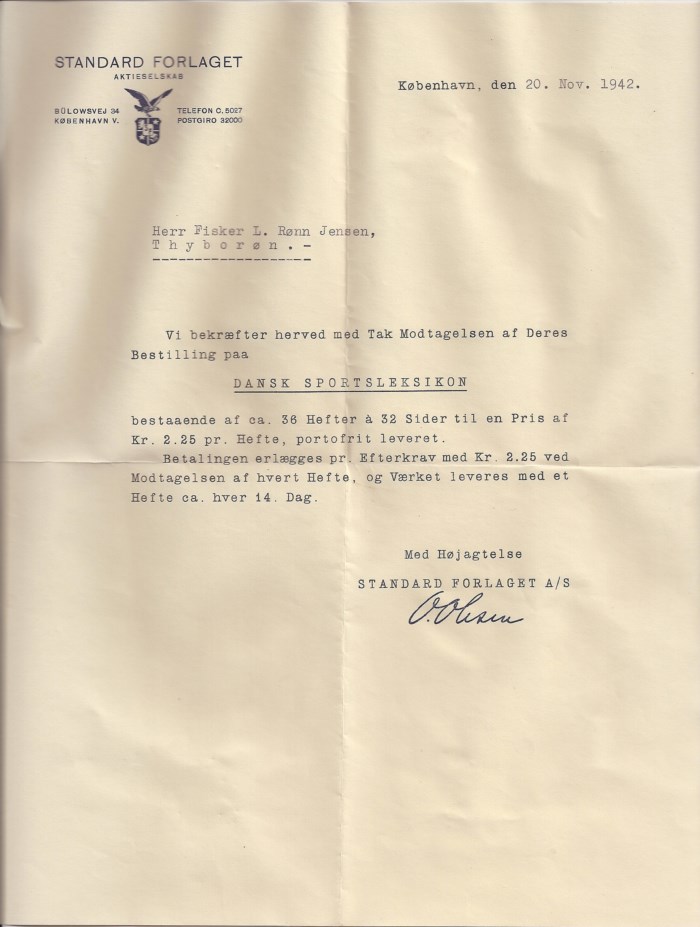 STANDARD FORLAGET
AKTIESELSKAB
BÜLOWSVEJ 34
KØBENHAVN V.
TELEFON C. 5027
POSTGIRO 32000
København, den 20. Nov. 1942.
Herr Fisker L. Rønn Jensen,
Thyborøn.-
Vi bekræfter herved med Tak Modtagelsen af Deres
Bestilling paa
DANSK SPORTSLEKSIKON
bestaaende af ca. 36 Hefter à 32 Sider til en Pris af
Kr. 2.25 pr. Hefte, portofrit leveret.
Betalingen erlægges pr. Efterkrav med Kr. 2.25 ved
Modtagelsen af hvert Hefte, og Værket leveres med et
Hefte ca. hver 14. Dag.
Med Højagtelse
STANDARD FORLAGET A/S
O. Olesen